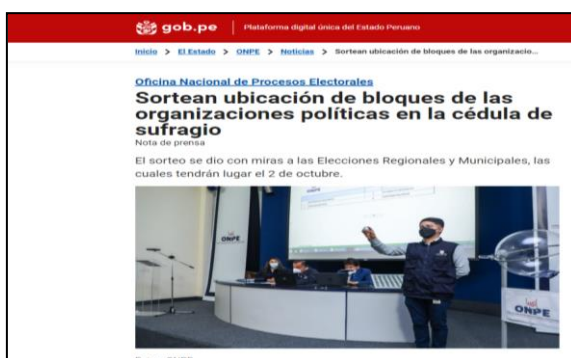 gob.pe | Plataforma digital única del Estado Peruano
Inicio > El Estado > ONPE > Noticias > Sortean ubicación de bloques de las organizacio...
Oficina Nacional de Procesos Electorales
Sortean ubicación de bloques de las
organizaciones políticas en la cédula de
sufragio
Nota de prensa
El sorteo se dio con miras a las Elecciones Regionales y Municipales, las
cuales tendrán lugar el 2 de octubre.
ONPE
ONPE